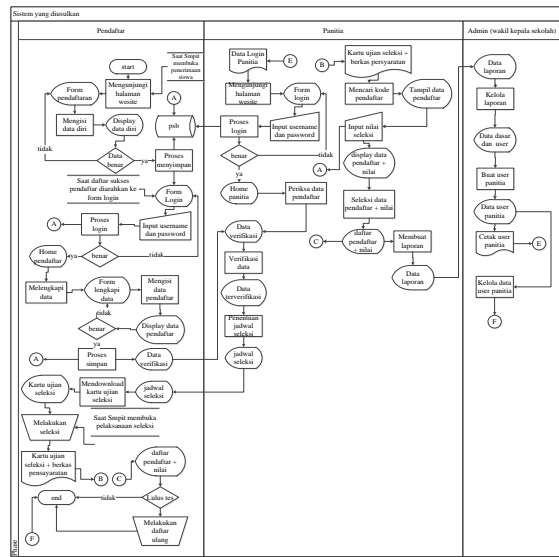 Sistem yang diusulkan
Pendaftar
Panitia
Admin (wakil kepala sekolah)
start
Saat Smpit
membuka
penerimaan
siswa
Form
pendaftaran
Mengunjungi
halaman
wesite
A
Mengisi
data diri
Display
data diri
psb
tidak
Data
benar
ya
Proses
menyimpan
Saat data sukses
pendaftar diarahkan ke
form login
Form
Login
A
Proses
login
Input username
dan password
Home
pendaftar
ya
benar
tidak
Melengkapi
data
Form
lengkapi
data
Mengisi
data
pendaftar
tidak
benar
Display data
pendaftar
ya
A
Proses
simpan
Data
verifikasi
Kartu ujian
seleksi
Mendownload
kartu ujian
seleksi
jadwal
seleksi
Melakukan
seleksi
Saat Smpit membuka
pelaksanaan seleksi
Kartu ujian
seleksi + berkas
pensayaratan
B
C
daftar
pendaftar +
nilai
end
tidak
Lulus tes
F
Melakukan
daftar
ulang
Phase
Data Login
Panitia
E
Mengunjungi
halaman
wesite
Form
login
Proses
login
Input username
dan password
benar
tidak
ya
Home
panitia
Periksa data
pendaftar
Data
verifikasi
Verifikasi
data
Data
terverifikasi
Penentuan
jadwal
seleksi
jadwal
seleksi
B
Kartu ujian seleksi +
berkas persyaratan
Mencari kode
pendaftar
Tampil data
pendaftar
Input nilai
seleksi
A
display data
pendaftar +
nilai
Seleksi data
pendaftar + nilai
C
daftar
pendaftar
+ nilai
Membuat
laporan
Data
laporan
Data
laporan
Kelola
laporan
Data dasar
dan user
Buat user
panitia
Data user
panitia
Cetak user
panitia
E
Kelola data
user panitia
F